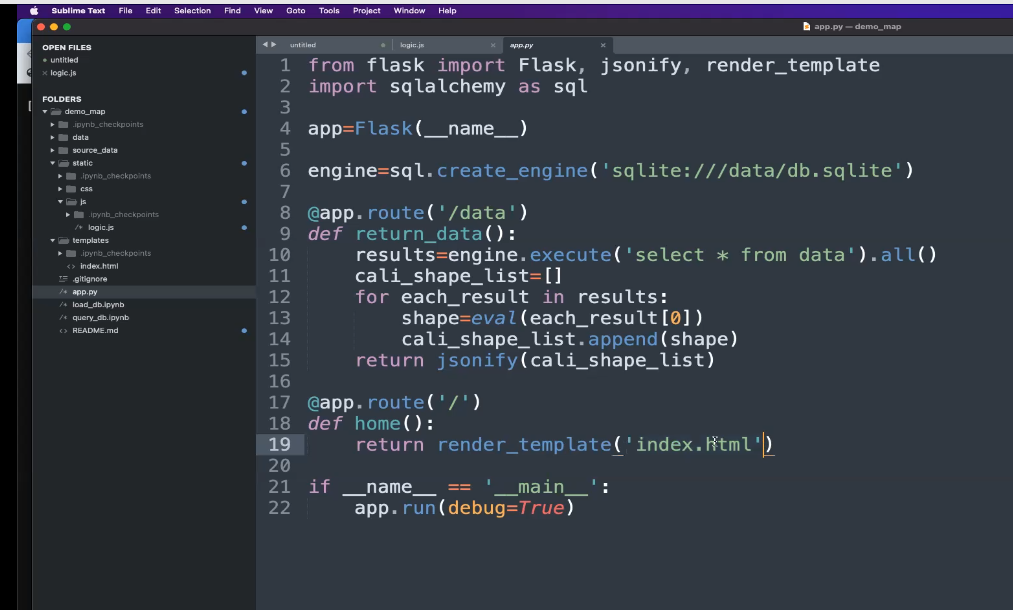 Sublime Text File Edit Selection Find View Goto Tools Project Window Help
app.py — demo_map
OPEN FILES
untitled
logic.js
FOLDERS
demo_map
.ipynb_checkpoints
data
source_data
static
.ipynb_checkpoints
css
js
.ipynb_checkpoints
logic.js
templates
.ipynb_checkpoints
index.html
.gitignore
app.py
load_db.ipynb
query_db.ipynb
README.md
untitled logic.js app.py
1 from flask import Flask, jsonify, render_template
2 import sqlalchemy as sql
3
4 app=Flask(__name__)
5
6 engine=sql.create_engine('sqlite:///data/db.sqlite')
7
8 @app.route('/data')
9 def return_data():
10     results=engine.execute('select * from data').all()
11     cali_shape_list=[]
12     for each_result in results:
13         shape=eval(each_result[0])
14         cali_shape_list.append(shape)
15     return jsonify(cali_shape_list)
16
17 @app.route('/')
18 def home():
19     return render_template('index.html')
20
21 if __name__ == '__main__':
22     app.run(debug=True)